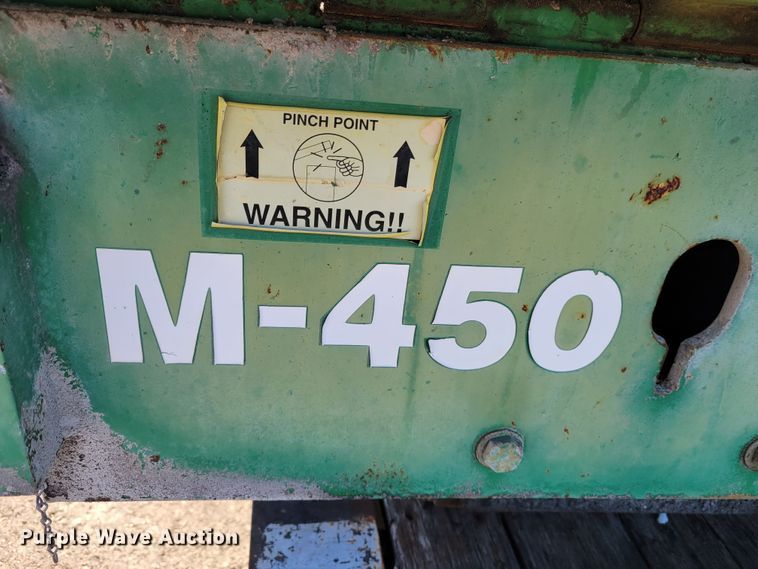 PINCH POINT
WARNING!!
M-450
Purple Wave Auction